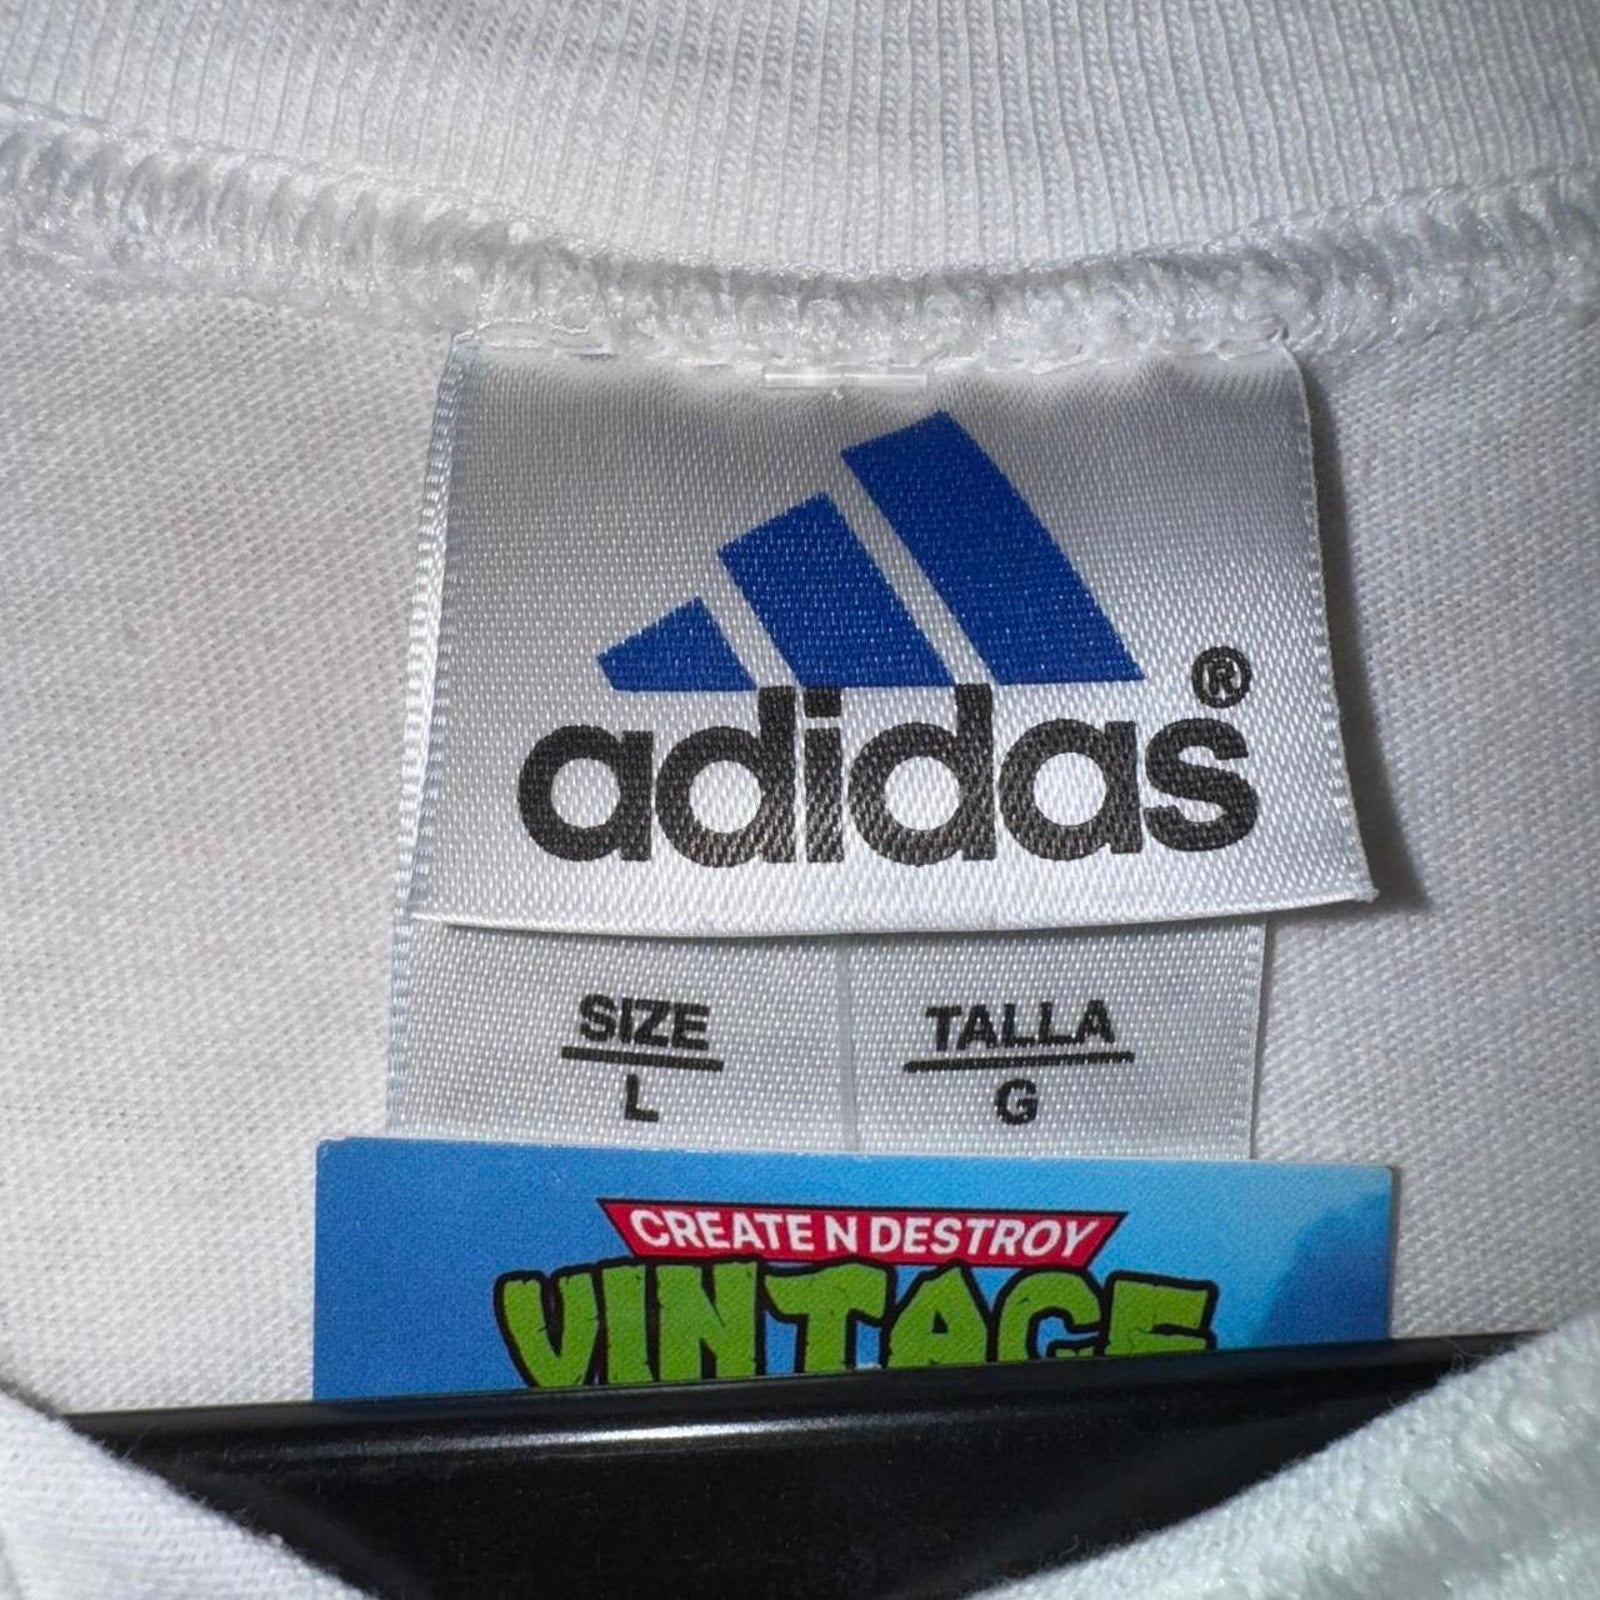 adidas®
SIZE TALLA
L G
CREATE N DESTROY
VINTAGE